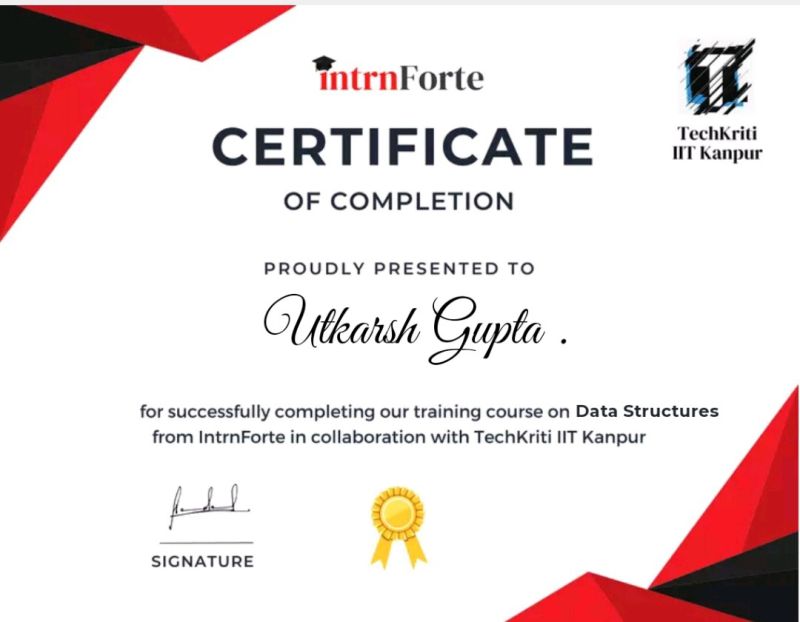 intrnForte
TechKriti
IIT Kanpur
CERTIFICATE
OF COMPLETION
PROUDLY PRESENTED TO
Utkarsh Gupta .
for successfully completing our training course on Data Structures
from IntrnForte in collaboration with TechKriti IIT Kanpur
SIGNATURE